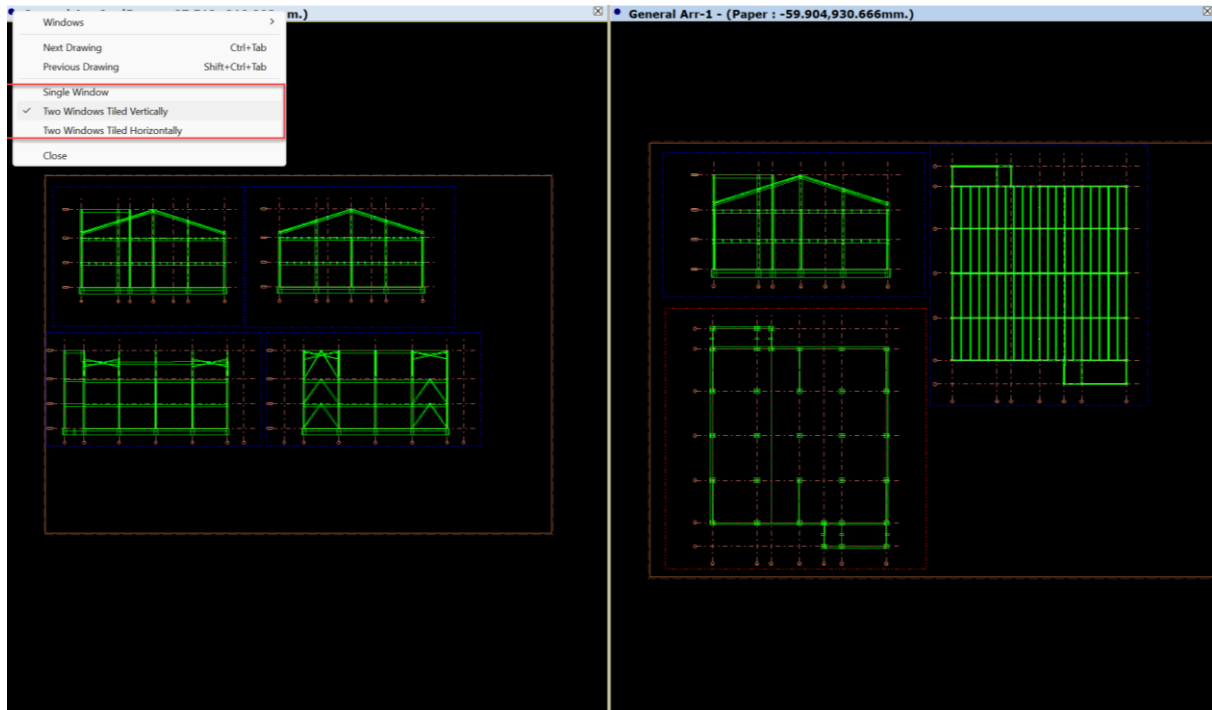 m.)
Windows
Next Drawing Ctrl+Tab
Previous Drawing Shift+Ctrl+Tab
Single Window
Two Windows Tiled Vertically
Two Windows Tiled Horizontally
Close
General Arr-1 - (Paper : -59.904,930.666mm.)